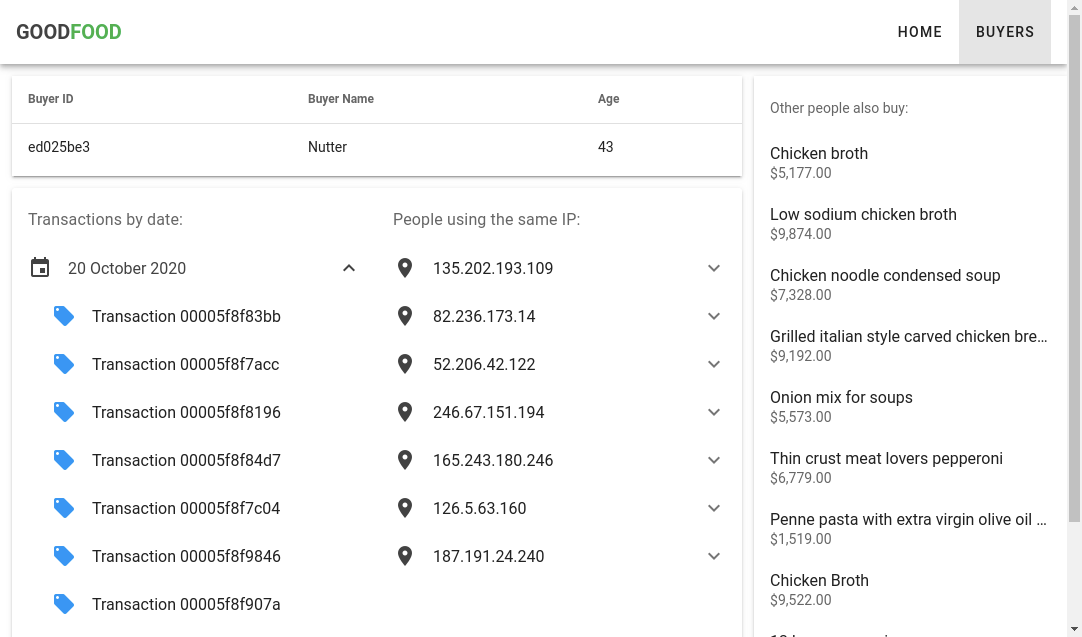 GOODFOOD
HOME
BUYERS
Buyer ID
Buyer Name
Age
ed025be3
Nutter
43
Transactions by date:
20 October 2020
Transaction 00005f8f83bb
Transaction 00005f8f7acc
Transaction 00005f8f8196
Transaction 00005f8f84d7
Transaction 00005f8f7c04
Transaction 00005f8f9846
Transaction 00005f8f907a
People using the same IP:
135.202.193.109
82.236.173.14
52.206.42.122
246.67.151.194
165.243.180.246
126.5.63.160
187.191.24.240
Other people also buy:
Chicken broth
$5,177.00
Low sodium chicken broth
$9,874.00
Chicken noodle condensed soup
$7,328.00
Grilled italian style carved chicken bre...
$9,192.00
Onion mix for soups
$5,573.00
Thin crust meat lovers pepperoni
$6,779.00
Penne pasta with extra virgin olive oil ...
$1,519.00
Chicken Broth
$9,522.00